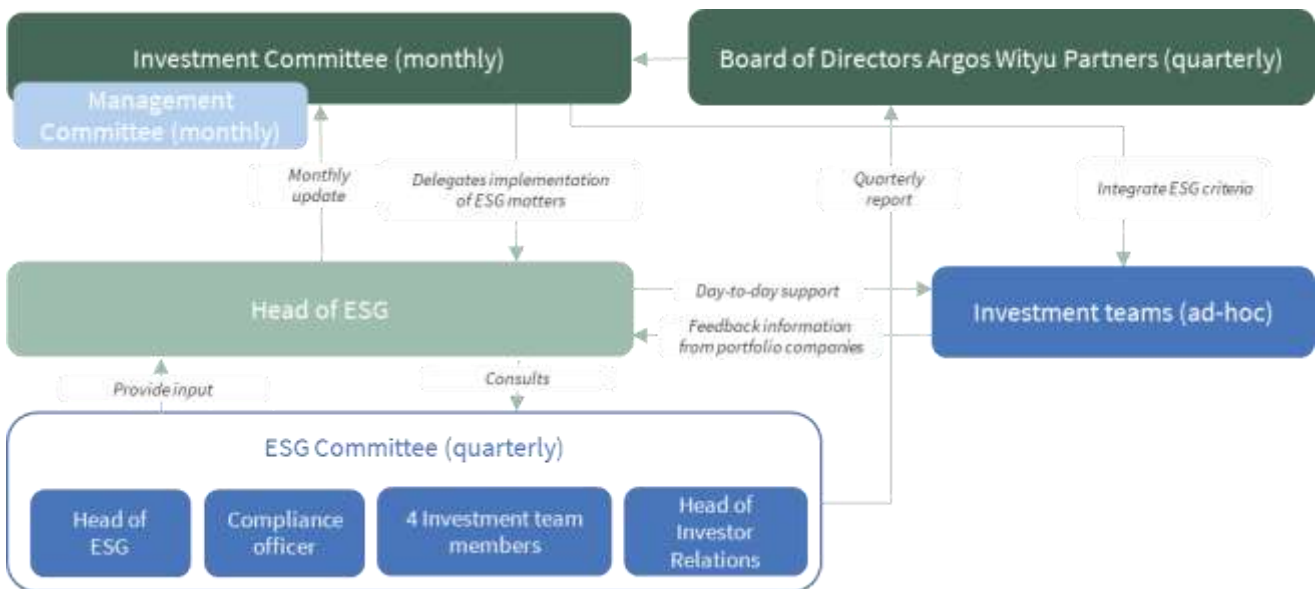 Investment Committee (monthly)
Board of Directors Argos Wityu Partners (quarterly)
Management
Committee (monthly)
Monthly
update
Delegates implementation
of ESG matters
Quarterly
report
Integrate ESG criteria
Head of ESG
Day-to-day support
Feedback information
from portfolio companies
Investment teams (ad-hoc)
Provide input
Consults
ESG Committee (quarterly)
Head of
ESG
Compliance
officer
4 Investment team
members
Head of
Investor
Relations